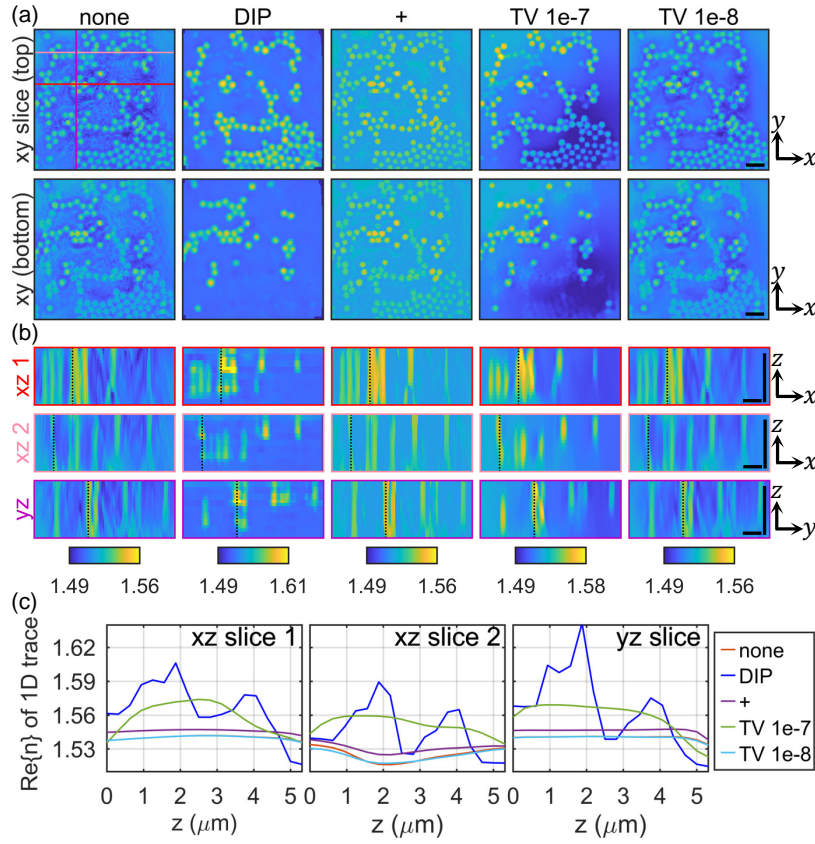 (a)
none DIP + TV 1e-7 TV 1e-8
xy slice (top)
y
x
xy (bottom)
y
x
(b)
xz 1
z
x
xz 2
z
x
yz
z
y
1.49 1.56 1.49 1.61 1.49 1.56 1.49 1.58 1.49 1.56
(c)
xz slice 1 xz slice 2 yz slice
Re{n} of 1D trace
1.62
1.59
1.56
1.53
0 1 2 3 4 5 0 1 2 3 4 5 0 1 2 3 4 5
z (μm) z (μm) z (μm)
none
DIP
+
TV 1e-7
TV 1e-8